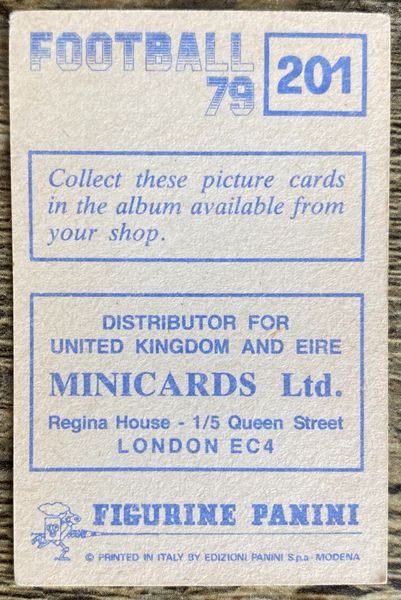 FOOTBALL
79
201
Collect these picture cards
in the album available from
your shop.
DISTRIBUTOR FOR
UNITED KINGDOM AND EIRE
MINICARDS Ltd.
Regina House - 1/5 Queen Street
LONDON EC4
FIGURINE PANINI
© PRINTED IN ITALY BY EDIZIONI PANINI S.p.a - MODENA